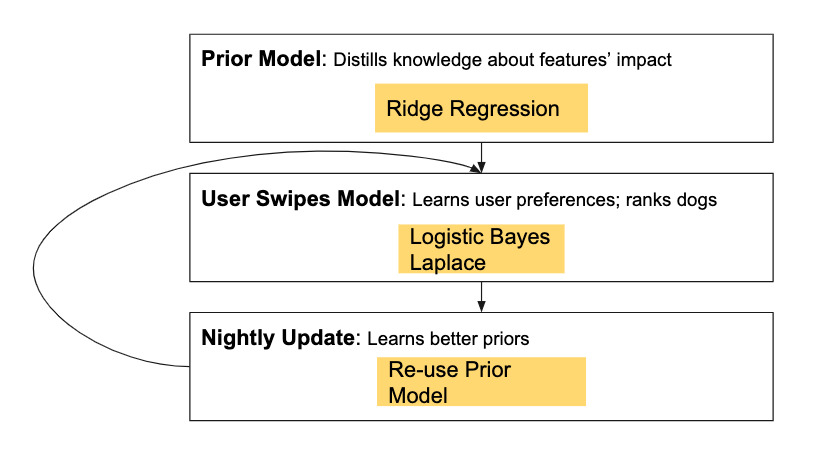 Prior Model: Distills knowledge about features’ impact
Ridge Regression
User Swipes Model: Learns user preferences; ranks dogs
Logistic Bayes
Laplace
Nightly Update: Learns better priors
Re-use Prior
Model